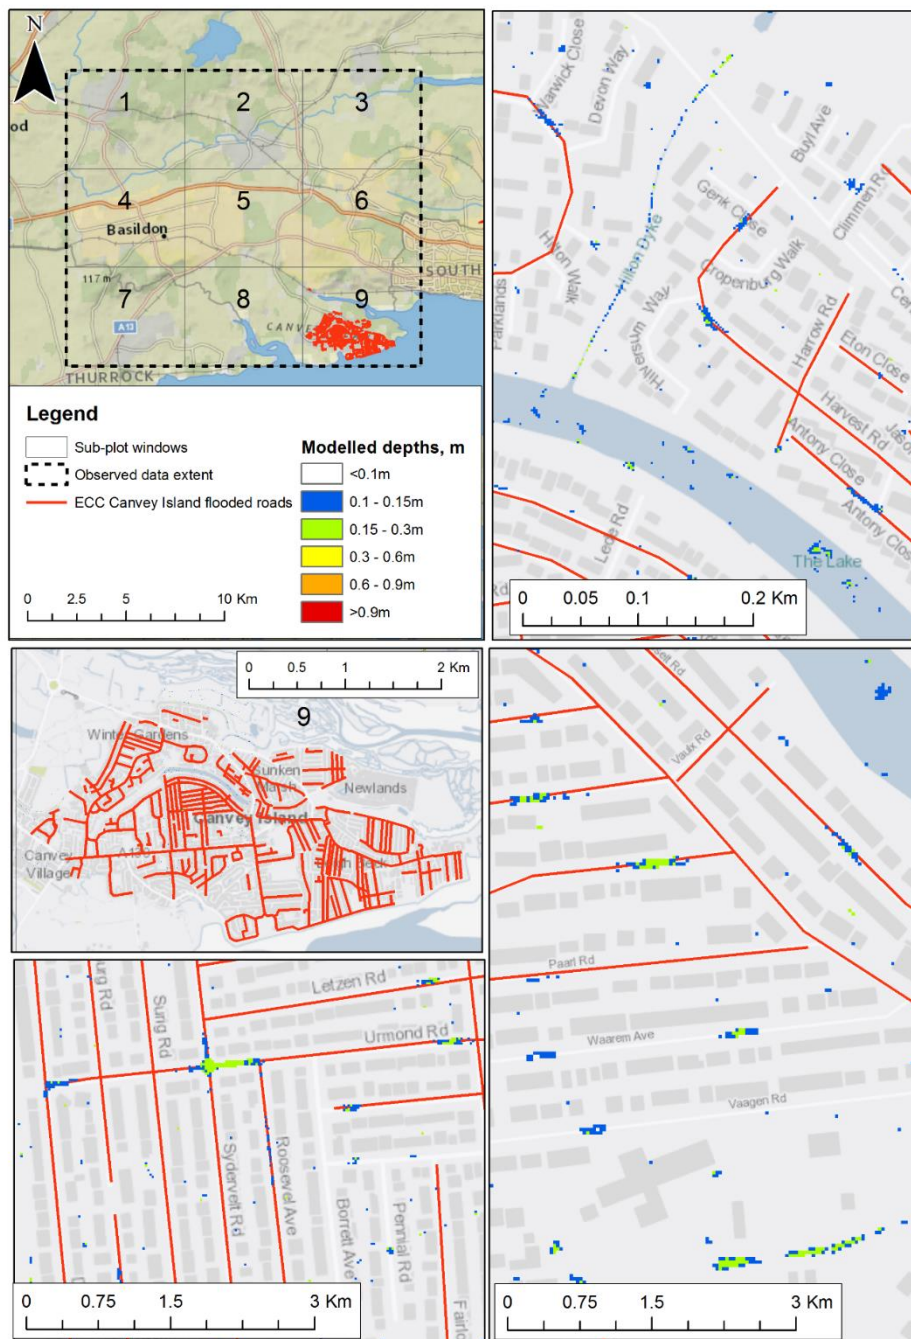 N
1
2
3
4
5
6
Basildon
117 m
SOUTH
7
8
9
A13
CANVE
THURROCK
Legend
Sub-plot windows
Observed data extent
ECC Canvey Island flooded roads
0 2.5 5 10 Km
Modelled depths, m
<0.1m
0.1 - 0.15m
0.15 - 0.3m
0.3 - 0.6m
0.6 - 0.9m
>0.9m
Warwick Close
Devon Way
Buyl Ave
Climmen Rd
Genk Close
Cropenburg Walk
Hilton Dyke
Hilton Walk
Parklands
Hilversum Way
Harrow Rd
Eton Close
Harvest Rd
Antony Close
Antony Close
Lede Rd
The Lake
0 0.05 0.1 0.2 Km
0 0.5 1 2 Km
9
Winter Gardens
Sunken Marsh
Newlands
Canvey Island
Canvey Village
Vaulx Rd
Paarl Rd
Waarem Ave
Vaagen Rd
0 0.75 1.5 3 Km
Letzen Rd
Urmond Rd
Surig Rd
Sydervelt Rd
Roosevel Ave
Borrett Ave
Pennial Rd
0 0.75 1.5 3 Km